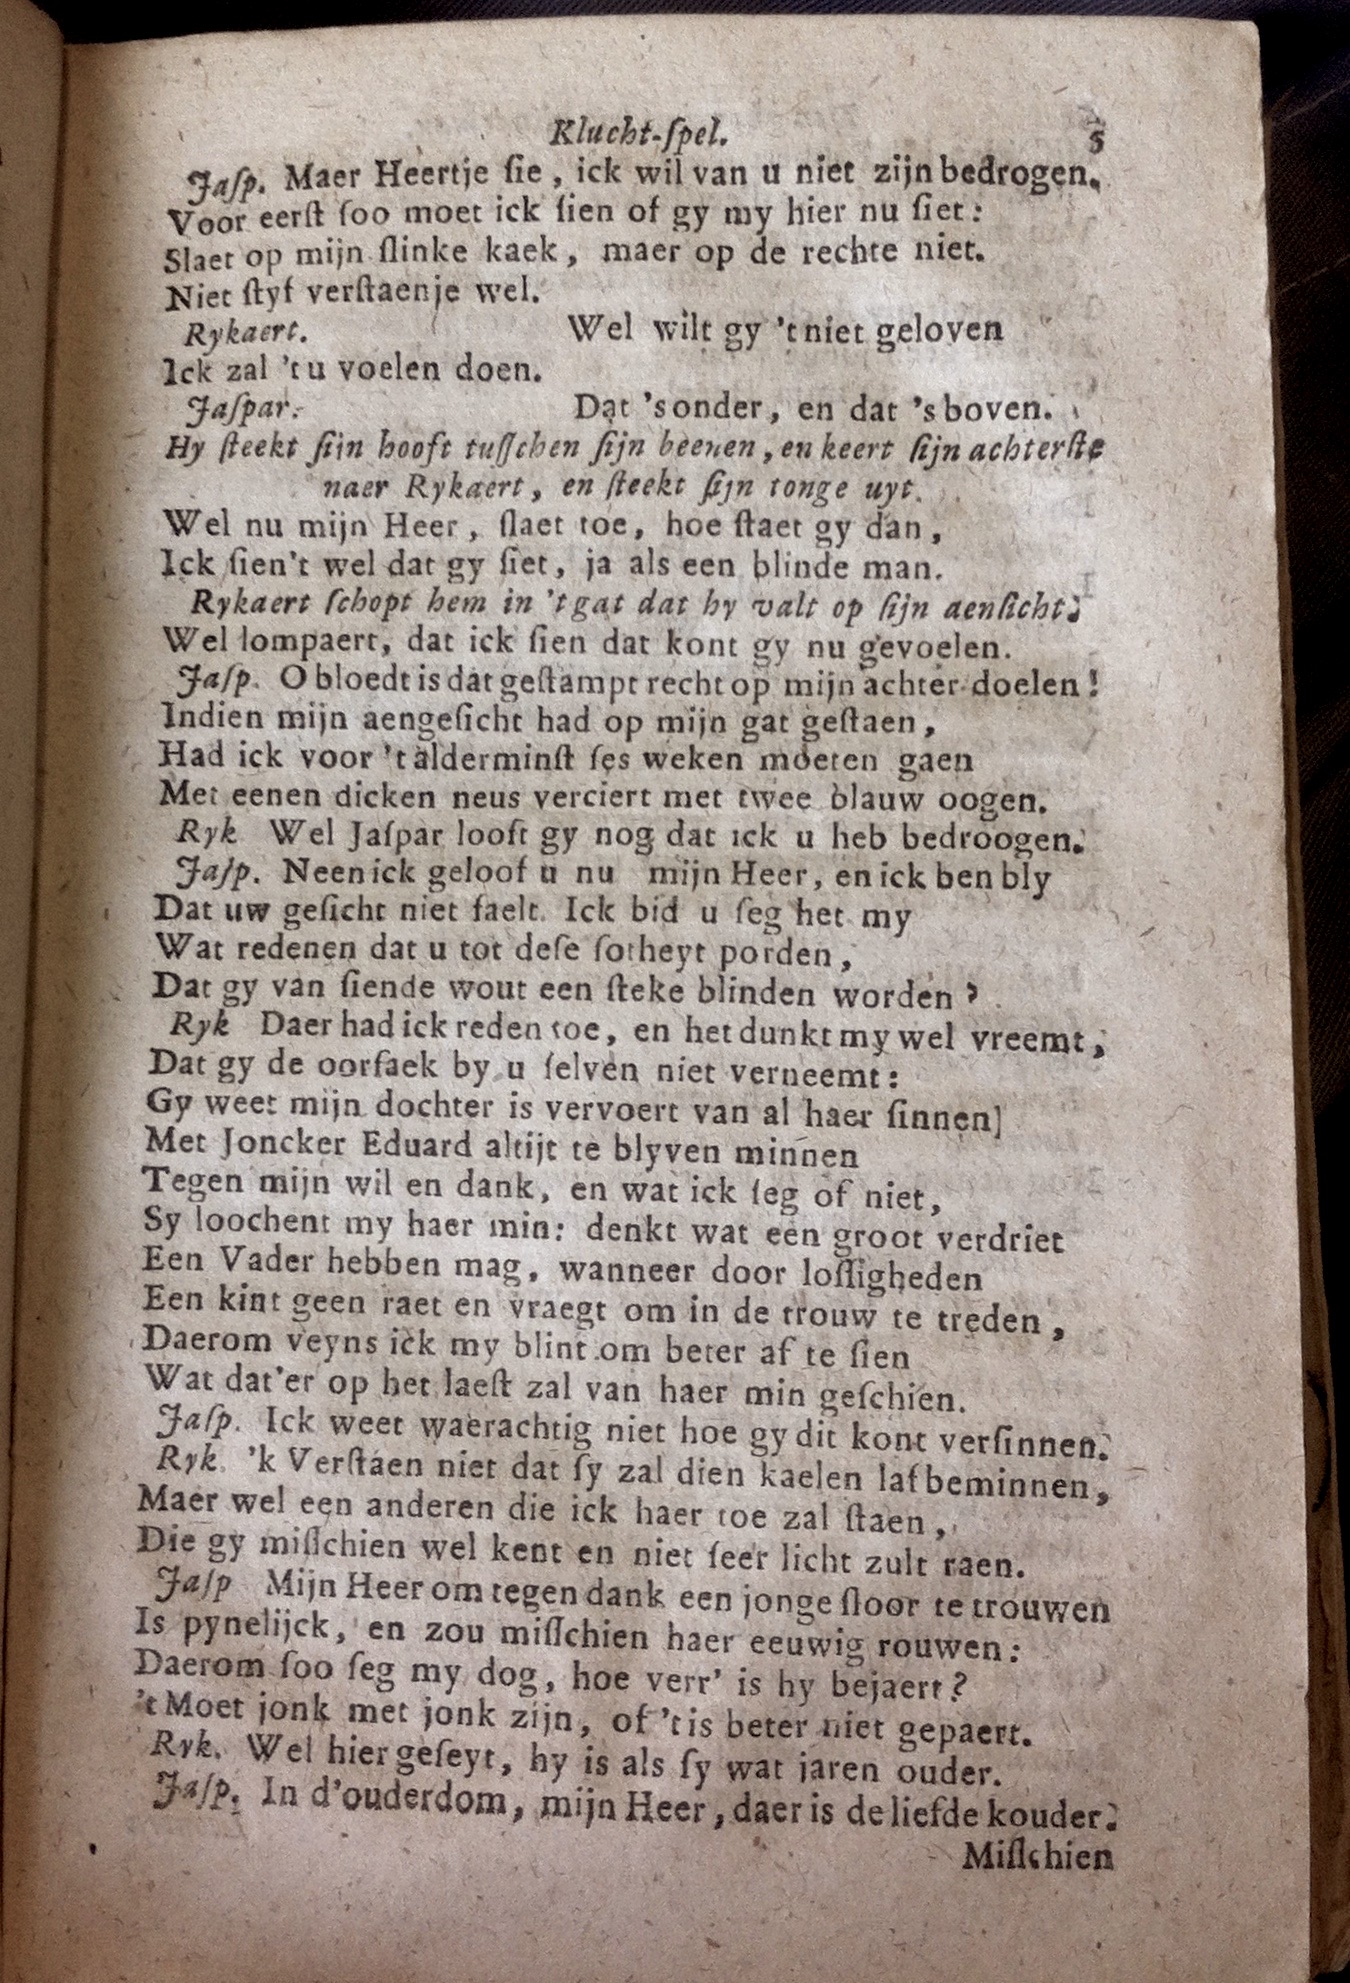 Klucht-ſpel. 5
Jaſp. Maer Heertje ſie, ick wil van u niet zijn bedrogen.
Voor eerſt ſoo moet ick ſien of gy my hier nu ſiet:
Slaet op mijn ſlinke kaek, maer op de rechte niet.
Niet ſtyf verſtaenje wel.
Rykaert. Wel wilt gy 't niet geloven
Ick zal 't u voelen doen.
Jaſpar. Dat 's onder, en dat 's boven.
Hy ſteekt ſijn hooft tuſſchen ſijn beenen, en keert ſijn achterſte
naer Rykaert, en ſteekt ſijn tonge uyt.
Wel nu mijn Heer, ſlaet toe, hoe ſtaet gy dan,
Ick ſien't wel dat gy ſiet, ja als een blinde man.
Rykaert ſchopt hem in 't gat dat hy valt op ſijn aenſicht.
Wel lompaert, dat ick ſien dat kont gy nu gevoelen.
Jaſp. O bloedt is dat geſtampt recht op mijn achter doelen!
Indien mijn aengeſicht had op mijn gat geſtaen,
Had ick voor 't alderminſt ſes weken moeten gaen
Met eenen dicken neus verciert met twee blauw oogen.
Ryk Wel Jaſpar looft gy nog dat ick u heb bedroogen.
Jaſp. Neen ick geloof u nu mijn Heer, en ick ben bly
Dat uw geſicht niet faelt. Ick bid u ſeg het my
Wat redenen dat u tot deſe ſotheyt porden,
Dat gy van ſiende wout een ſteke blinden worden?
Ryk Daer had ick reden toe, en het dunkt my wel vreemt,
Dat gy de oorſaek by u ſelven niet verneemt:
Gy weet mijn dochter is vervoert van al haer ſinnen]
Met Joncker Eduard altijt te blyven minnen
Tegen mijn wil en dank, en wat ick ſeg of niet,
Sy loochent my haer min: denkt wat een groot verdriet
Een Vader hebben mag, wanneer door loſſigheden
Een kint geen raet en vraegt om in de trouw te treden,
Daerom veyns ick my blint om beter af te ſien
Wat dat'er op het laeſt zal van haer min geſchien.
Jaſp. Ick weet waerachtig niet hoe gy dit kont verſinnen.
Ryk. 'k Verſtaen niet dat ſy zal dien kaelen laf beminnen,
Maer wel een anderen die ick haer toe zal ſtaen,
Die gy miſſchien wel kent en niet ſeer licht zult raen.
Jaſp Mijn Heer om tegen dank een jonge ſloor te trouwen
Is pynelijck, en zou miſſchien haer eeuwig rouwen:
Daerom ſoo ſeg my dog, hoe verr' is hy bejaert?
't Moet jonk met jonk zijn, of 't is beter niet gepaert.
Ryk. Wel hier geſeyt, hy is als ſy wat jaren ouder.
Jaſp. In d'ouderdom, mijn Heer, daer is de liefde kouder.
Miſſchien